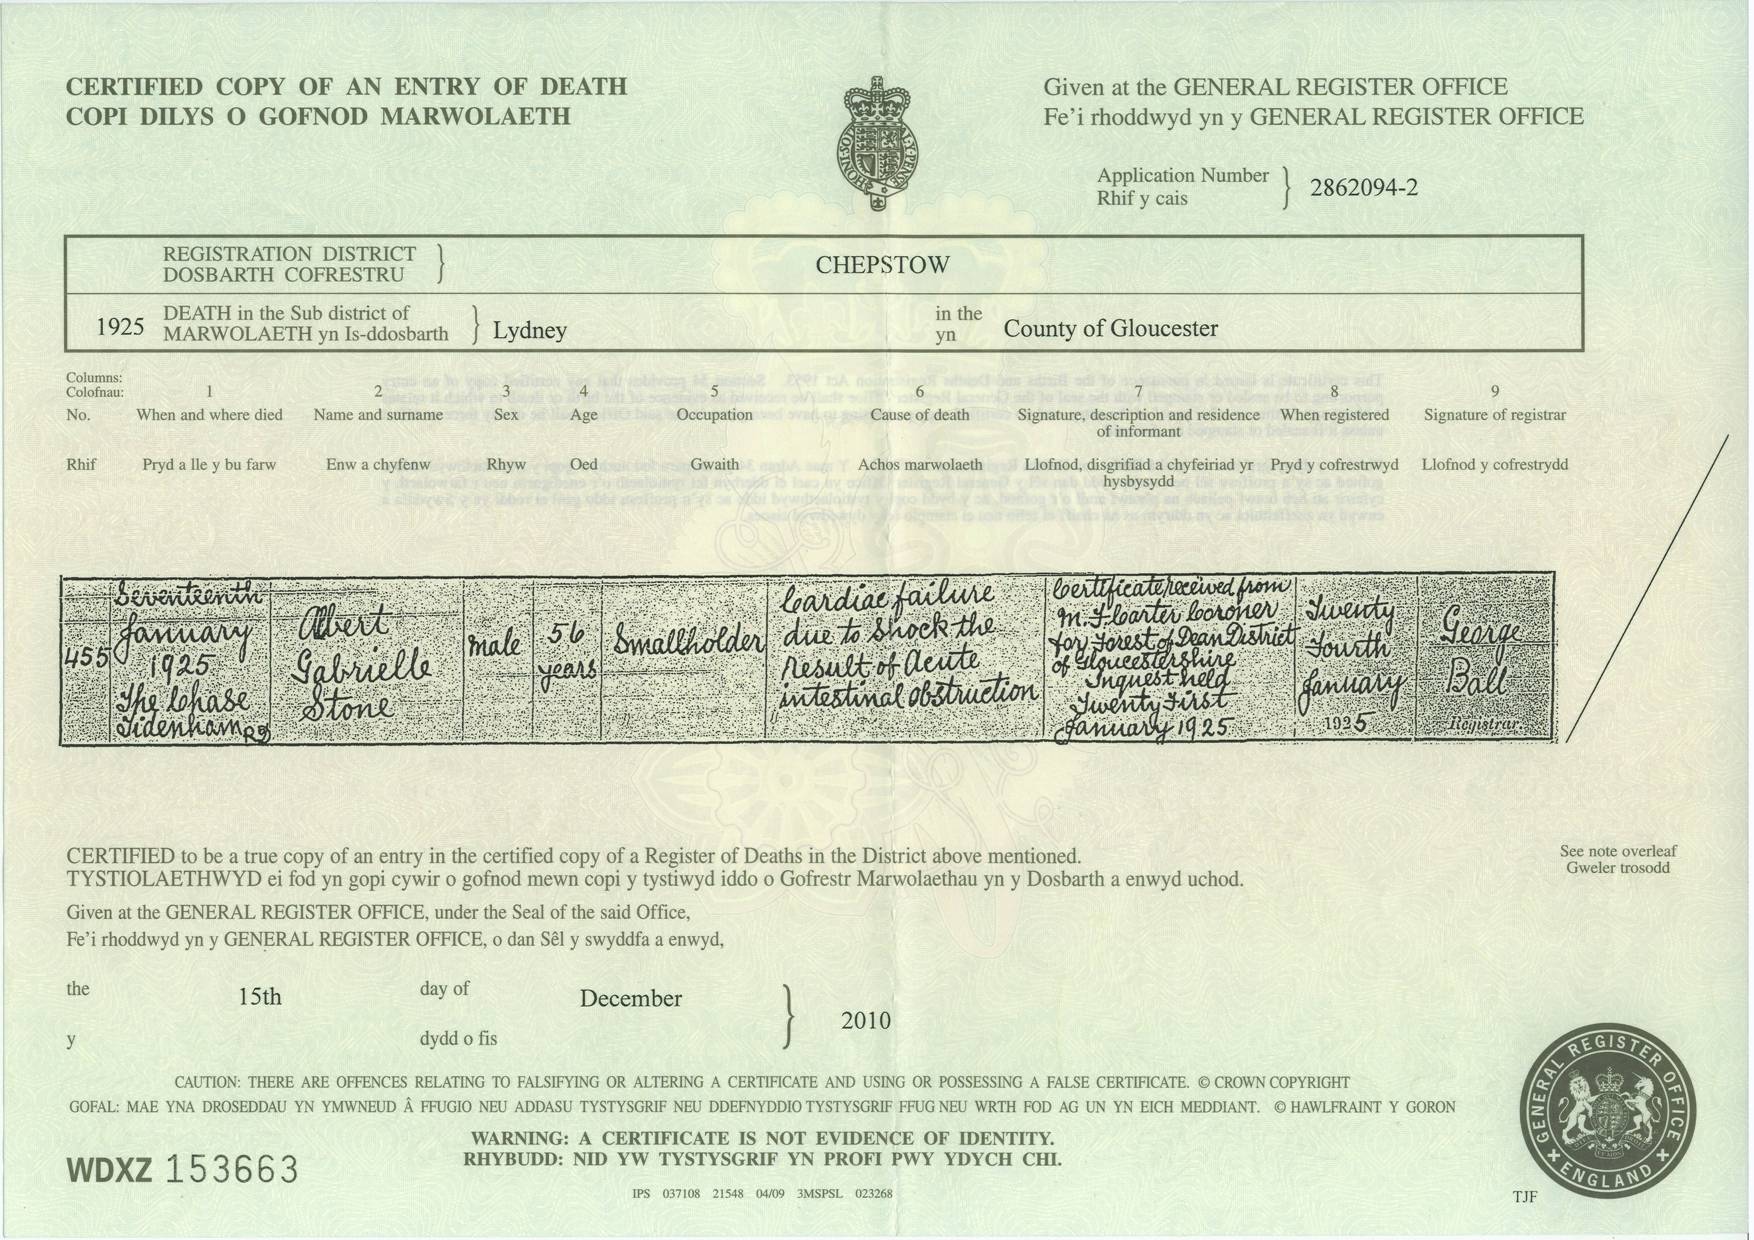 CERTIFIED COPY OF AN ENTRY OF DEATH
COPI DILYS O GOFNOD MARWOLAETH
HONI SOIT Y PENSE
Given at the GENERAL REGISTER OFFICE
Fe'i rhoddwyd yn y GENERAL REGISTER OFFICE
Application Number
Rhif y cais
2862094-2
REGISTRATION DISTRICT
DOSBARTH COFRESTRU
CHEPSTOW
1925
DEATH in the Sub district of
MARWOLAETH yn Is-ddosbarth
Lydney
in the
yn
County of Gloucester
Columns:
Colofnau:
1 2 3 4 5 6 7 8 9
No. When and where died Name and surname Sex Age Occupation Cause of death Signature, description and residence of informant When registered Signature of registrar
Rhif Pryd a lle y bu farw Enw a chyfenw Rhyw Oed Gwaith Achos marwolaeth Llofnod, disgrifiad a chyfeiriad yr hysbysydd Pryd y cofrestrwyd Llofnod y cofrestrydd
455
Seventeenth
January
1925
The Chase
Tidenham RD
Albert
Gabrielle
Stone
male
56
years
Smallholder
Cardiac failure
due to shock the
result of Acute
intestinal obstruction
Certificate received from
M. F. Carter Coroner
for Forest of Dean District
of Gloucestershire
Inquest held
Twenty First
January 1925
Twenty
Fourth
January
1925
George
Ball
Registrar.
CERTIFIED to be a true copy of an entry in the certified copy of a Register of Deaths in the District above mentioned.
TYSTIOLAETHWYD ei fod yn gopi cywir o gofnod mewn copi y tystiwyd iddo o Gofrestr Marwolaethau yn y Dosbarth a enwyd uchod.
See note overleaf
Gweler trosodd
Given at the GENERAL REGISTER OFFICE, under the Seal of the said Office,
Fe'i rhoddwyd yn y GENERAL REGISTER OFFICE, o dan Sêl y swyddfa a enwyd,
the 15th day of December
2010
y dydd o fis
CAUTION: THERE ARE OFFENCES RELATING TO FALSIFYING OR ALTERING A CERTIFICATE AND USING OR POSSESSING A FALSE CERTIFICATE. © CROWN COPYRIGHT
GOFAL: MAE YNA DROSEDDAU YN YMWNEUD Â FFUGIO NEU ADDASU TYSTYSGRIF NEU DDEFNYDDIO TYSTYSGRIF FFUG NEU WRTH FOD AG UN YN EICH MEDDIANT. © HAWLFRAINT Y GORON
WARNING: A CERTIFICATE IS NOT EVIDENCE OF IDENTITY.
RHYBUDD: NID YW TYSTYSGRIF YN PROFI PWY YDYCH CHI.
WDXZ 153663
IPS 037108 21548 04/09 3MSPSL 023268
GENERAL REGISTER OFFICE
ENGLAND
TJF